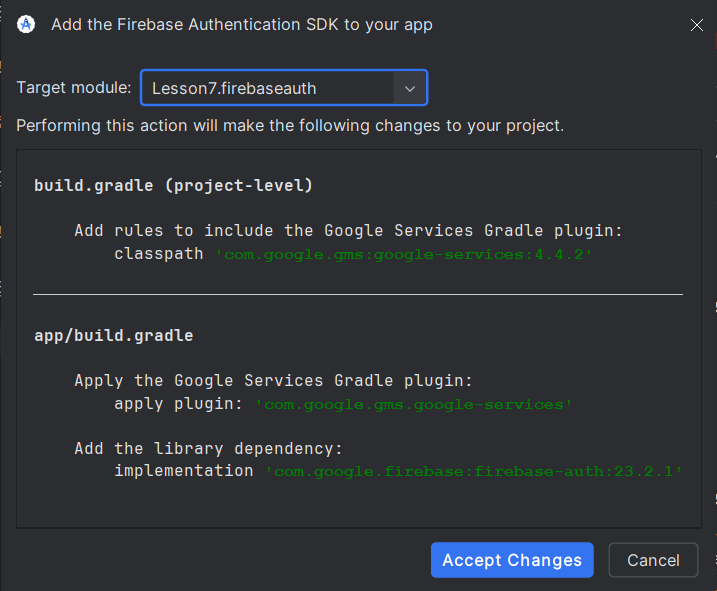 Add the Firebase Authentication SDK to your app
Target module: Lesson7.firebaseauth
Performing this action will make the following changes to your project.
build.gradle (project-level)
Add rules to include the Google Services Gradle plugin:
classpath 'com.google.gms:google-services:4.4.2'
app/build.gradle
Apply the Google Services Gradle plugin:
apply plugin: 'com.google.gms.google-services'
Add the library dependency:
implementation 'com.google.firebase:firebase-auth:23.2.1'
Accept Changes Cancel